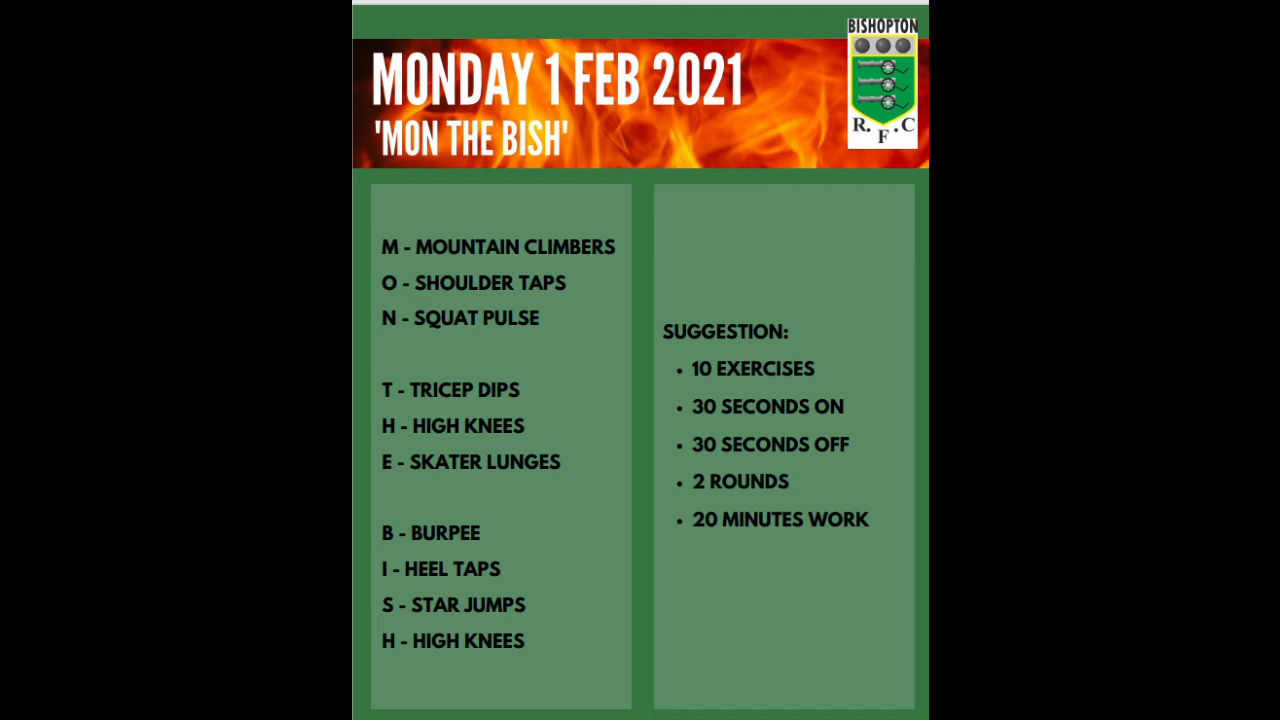 BISHOPTON
R. F. C
MONDAY 1 FEB 2021
'MON THE BISH'
M - MOUNTAIN CLIMBERS
O - SHOULDER TAPS
N - SQUAT PULSE
T - TRICEP DIPS
H - HIGH KNEES
E - SKATER LUNGES
B - BURPEE
I - HEEL TAPS
S - STAR JUMPS
H - HIGH KNEES
SUGGESTION:
• 10 EXERCISES
• 30 SECONDS ON
• 30 SECONDS OFF
• 2 ROUNDS
• 20 MINUTES WORK